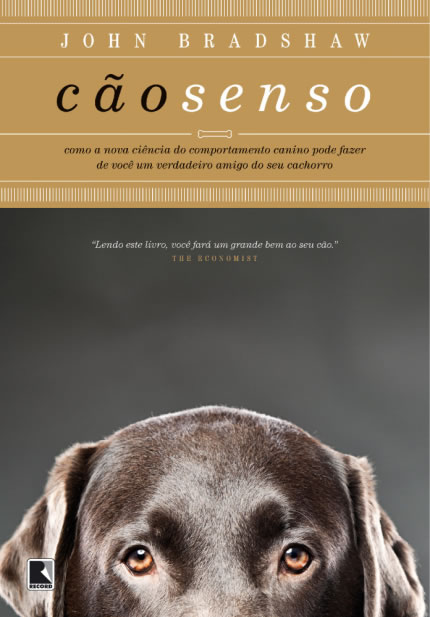 JOHN BRADSHAW
cãosenso
como a nova ciência do comportamento canino pode fazer
de você um verdadeiro amigo do seu cachorro
“Lendo este livro, você fará um grande bem ao seu cão.”
THE ECONOMIST
RECORD